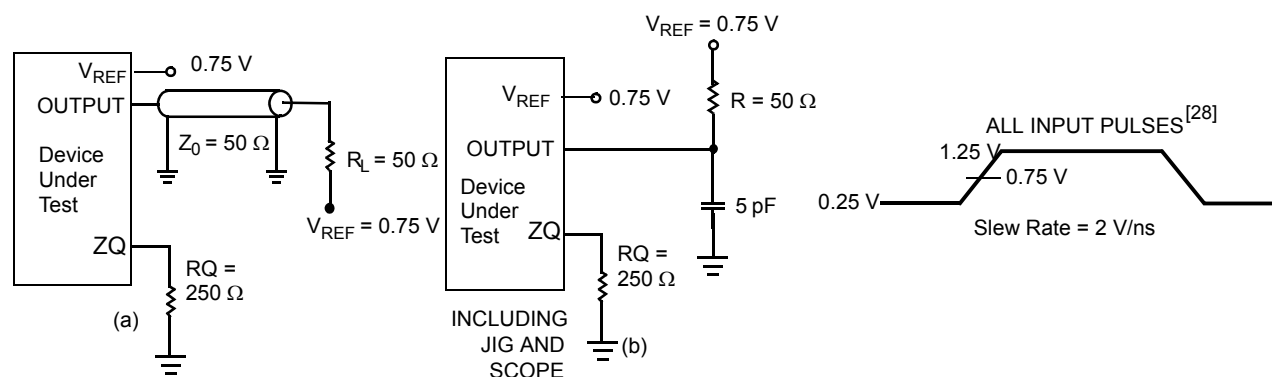 V_REF
0.75 V
OUTPUT
Z_0 = 50 Ω
Device
Under
Test
R_L = 50 Ω
V_REF = 0.75 V
ZQ
RQ =
250 Ω
(a)
V_REF = 0.75 V
R = 50 Ω
V_REF
0.75 V
OUTPUT
Device
Under
Test
5 pF
ZQ
RQ =
250 Ω
INCLUDING
JIG AND
SCOPE
(b)
ALL INPUT PULSES[28]
1.25 V
0.75 V
0.25 V
Slew Rate = 2 V/ns